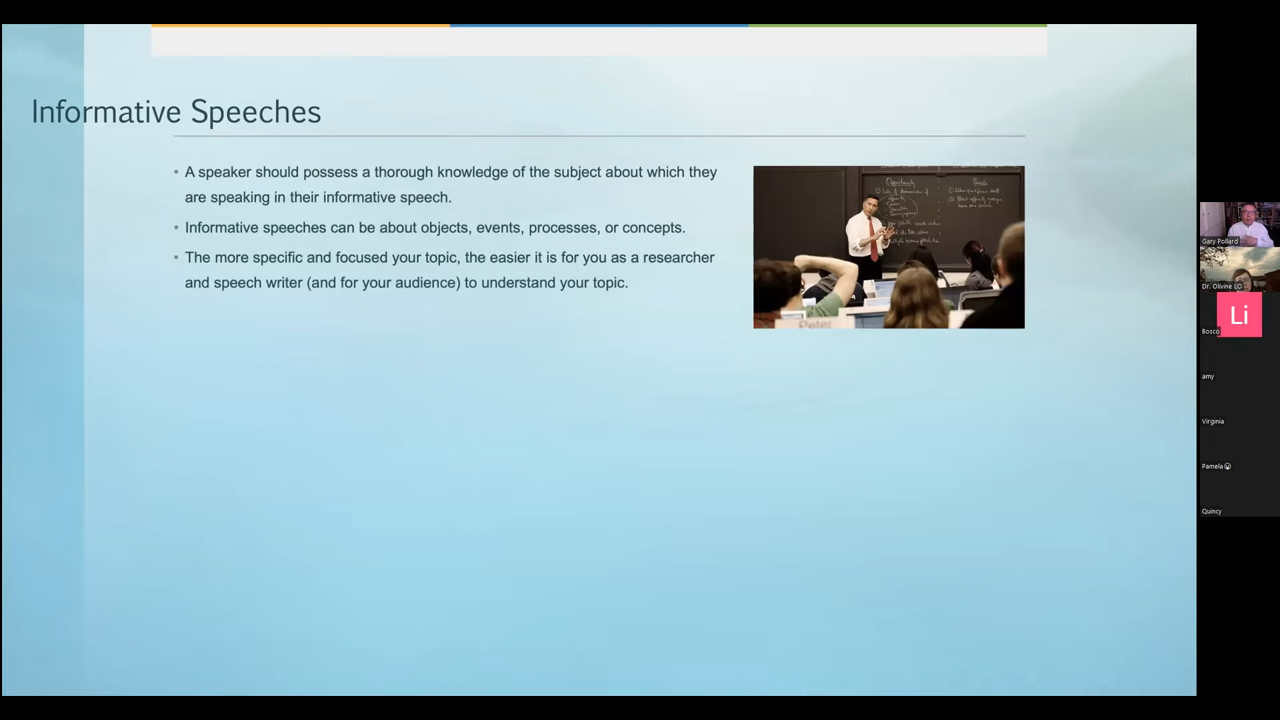 Informative Speeches
• A speaker should possess a thorough knowledge of the subject about which they
are speaking in their informative speech.
• Informative speeches can be about objects, events, processes, or concepts.
• The more specific and focused your topic, the easier it is for you as a researcher
and speech writer (and for your audience) to understand your topic.
Opportunity
Peter
Gary Pollard
Dr. Olivine LO
Li
Bosco
amy
Virginia
Pamela
Quincy